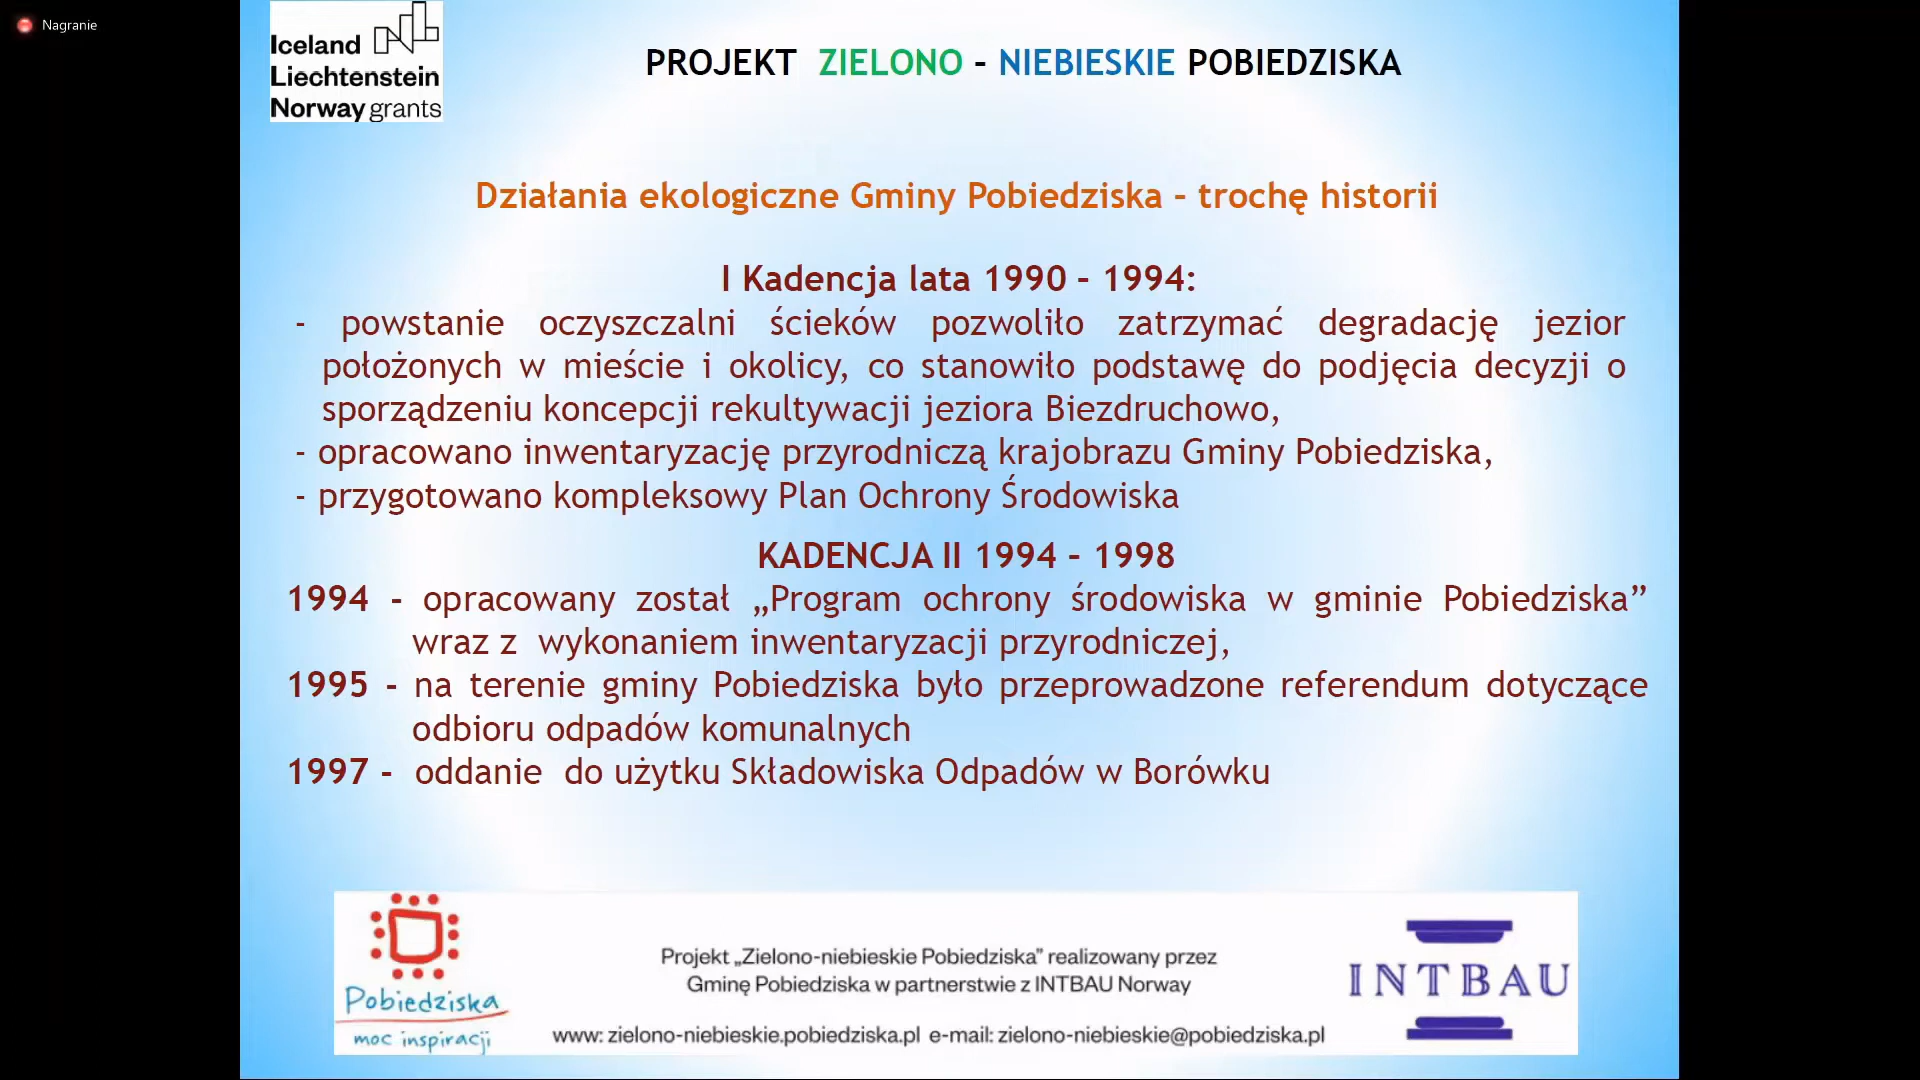 Nagranie
Iceland
Liechtenstein
Norway grants
PROJEKT ZIELONO – NIEBIESKIE POBIEDZISKA
Działania ekologiczne Gminy Pobiedziska – trochę historii
I Kadencja lata 1990 – 1994:
- powstanie oczyszczalni ścieków pozwoliło zatrzymać degradację jezior
położonych w mieście i okolicy, co stanowiło podstawę do podjęcia decyzji o
sporządzeniu koncepcji rekultywacji jeziora Biezdruchowo,
- opracowano inwentaryzację przyrodniczą krajobrazu Gminy Pobiedziska,
- przygotowano kompleksowy Plan Ochrony Środowiska
KADENCJA II 1994 – 1998
1994 - opracowany został „Program ochrony środowiska w gminie Pobiedziska”
wraz z wykonaniem inwentaryzacji przyrodniczej,
1995 - na terenie gminy Pobiedziska było przeprowadzone referendum dotyczące
odbioru odpadów komunalnych
1997 - oddanie do użytku Składowiska Odpadów w Borówku
Pobiedziska
moc inspiracji
Projekt „Zielono-niebieskie Pobiedziska” realizowany przez
Gminę Pobiedziska w partnerstwie z INTBAU Norway
www: zielono-niebieskie.pobiedziska.pl e-mail: zielono-niebieskie@pobiedziska.pl
INTBAU